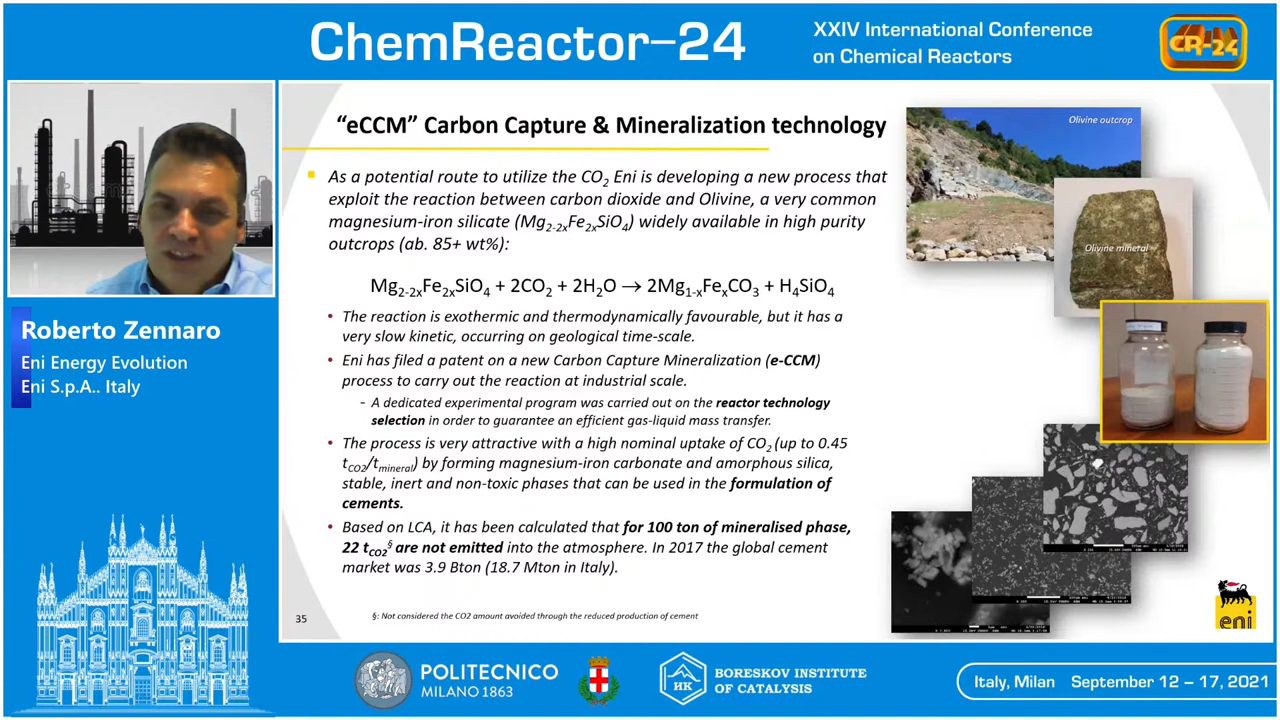 ChemReactor-24
XXIV International Conference
on Chemical Reactors
CR-24
"eCCM" Carbon Capture & Mineralization technology
As a potential route to utilize the CO2 Eni is developing a new process that
exploit the reaction between carbon dioxide and Olivine, a very common
magnesium-iron silicate (Mg2-2xFe2xSiO4) widely available in high purity
outcrops (ab. 85+ wt%):
Mg2-2xFe2xSiO4 + 2CO2 + 2H2O → 2Mg1-xFexCO3 + H4SiO4
• The reaction is exothermic and thermodynamically favourable, but it has a
very slow kinetic, occurring on geological time-scale.
• Eni has filed a patent on a new Carbon Capture Mineralization (e-CCM)
process to carry out the reaction at industrial scale.
- A dedicated experimental program was carried out on the reactor technology
selection in order to guarantee an efficient gas-liquid mass transfer.
• The process is very attractive with a high nominal uptake of CO2 (up to 0.45
tCO2/tmineral) by forming magnesium-iron carbonate and amorphous silica,
stable, inert and non-toxic phases that can be used in the formulation of
cements.
• Based on LCA, it has been calculated that for 100 ton of mineralised phase,
22 tCO2§ are not emitted into the atmosphere. In 2017 the global cement
market was 3.9 Bton (18.7 Mton in Italy).
35
§: Not considered the CO2 amount avoided through the reduced production of cement
Olivine outcrop
Olivine mineral
eni
Roberto Zennaro
Eni Energy Evolution
Eni S.p.A.. Italy
POLITECNICO
MILANO 1863
HK
BORESKOV INSTITUTE
OF CATALYSIS
Italy, Milan September 12 – 17, 2021